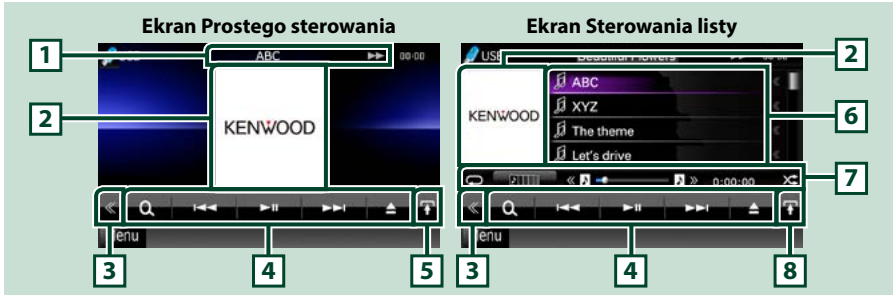 Ekran Prostego sterowania
Ekran Sterowania listy
1
ABC
00:00
2
KENWOOD
3
4
5
Menu
USB
Beautiful Flowers
2
KENWOOD
ABC
XYZ
The theme
Let's drive
6
0:00:00
7
enu
3
4
8